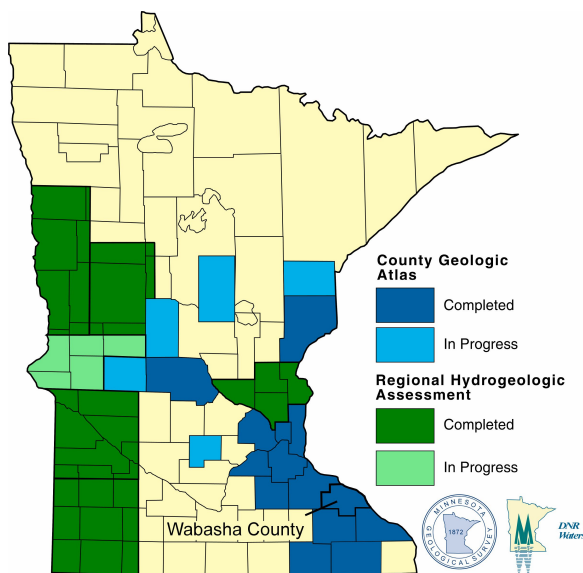 County Geologic
Atlas
Completed
In Progress
Regional Hydrogeologic
Assessment
Completed
In Progress
Wabasha County
MINNESOTA
1872
GEOLOGICAL SURVEY
DNR
Waters